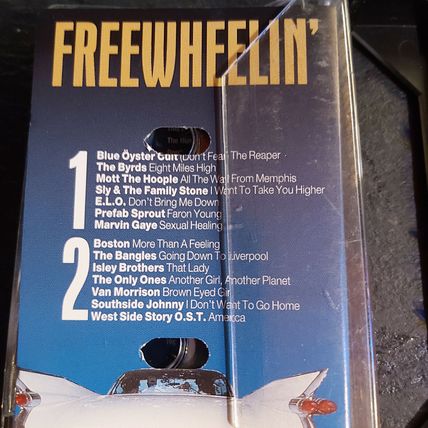 FREEWHEELIN'
1
Blue Öyster Cult (Don't Fear The Reaper
The Byrds Eight Miles High
Mott The Hoople All The Way From Memphis
Sly & The Family Stone I Want To Take You Higher
E.L.O. Don't Bring Me Down
Prefab Sprout Faron Young
Marvin Gaye Sexual Healing
2
Boston More Than A Feeling
The Bangles Going Down To Liverpool
Isley Brothers That Lady
The Only Ones Another Girl, Another Planet
Van Morrison Brown Eyed Girl
Southside Johnny I Don't Want To Go Home
West Side Story O.S.T. America